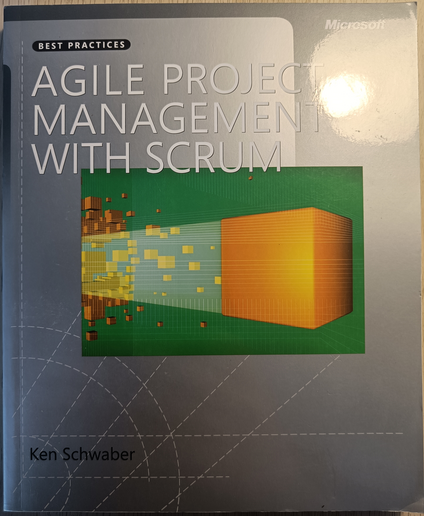 Microsoft
BEST PRACTICES
AGILE PROJECT
MANAGEMENT
WITH SCRUM
Ken Schwaber